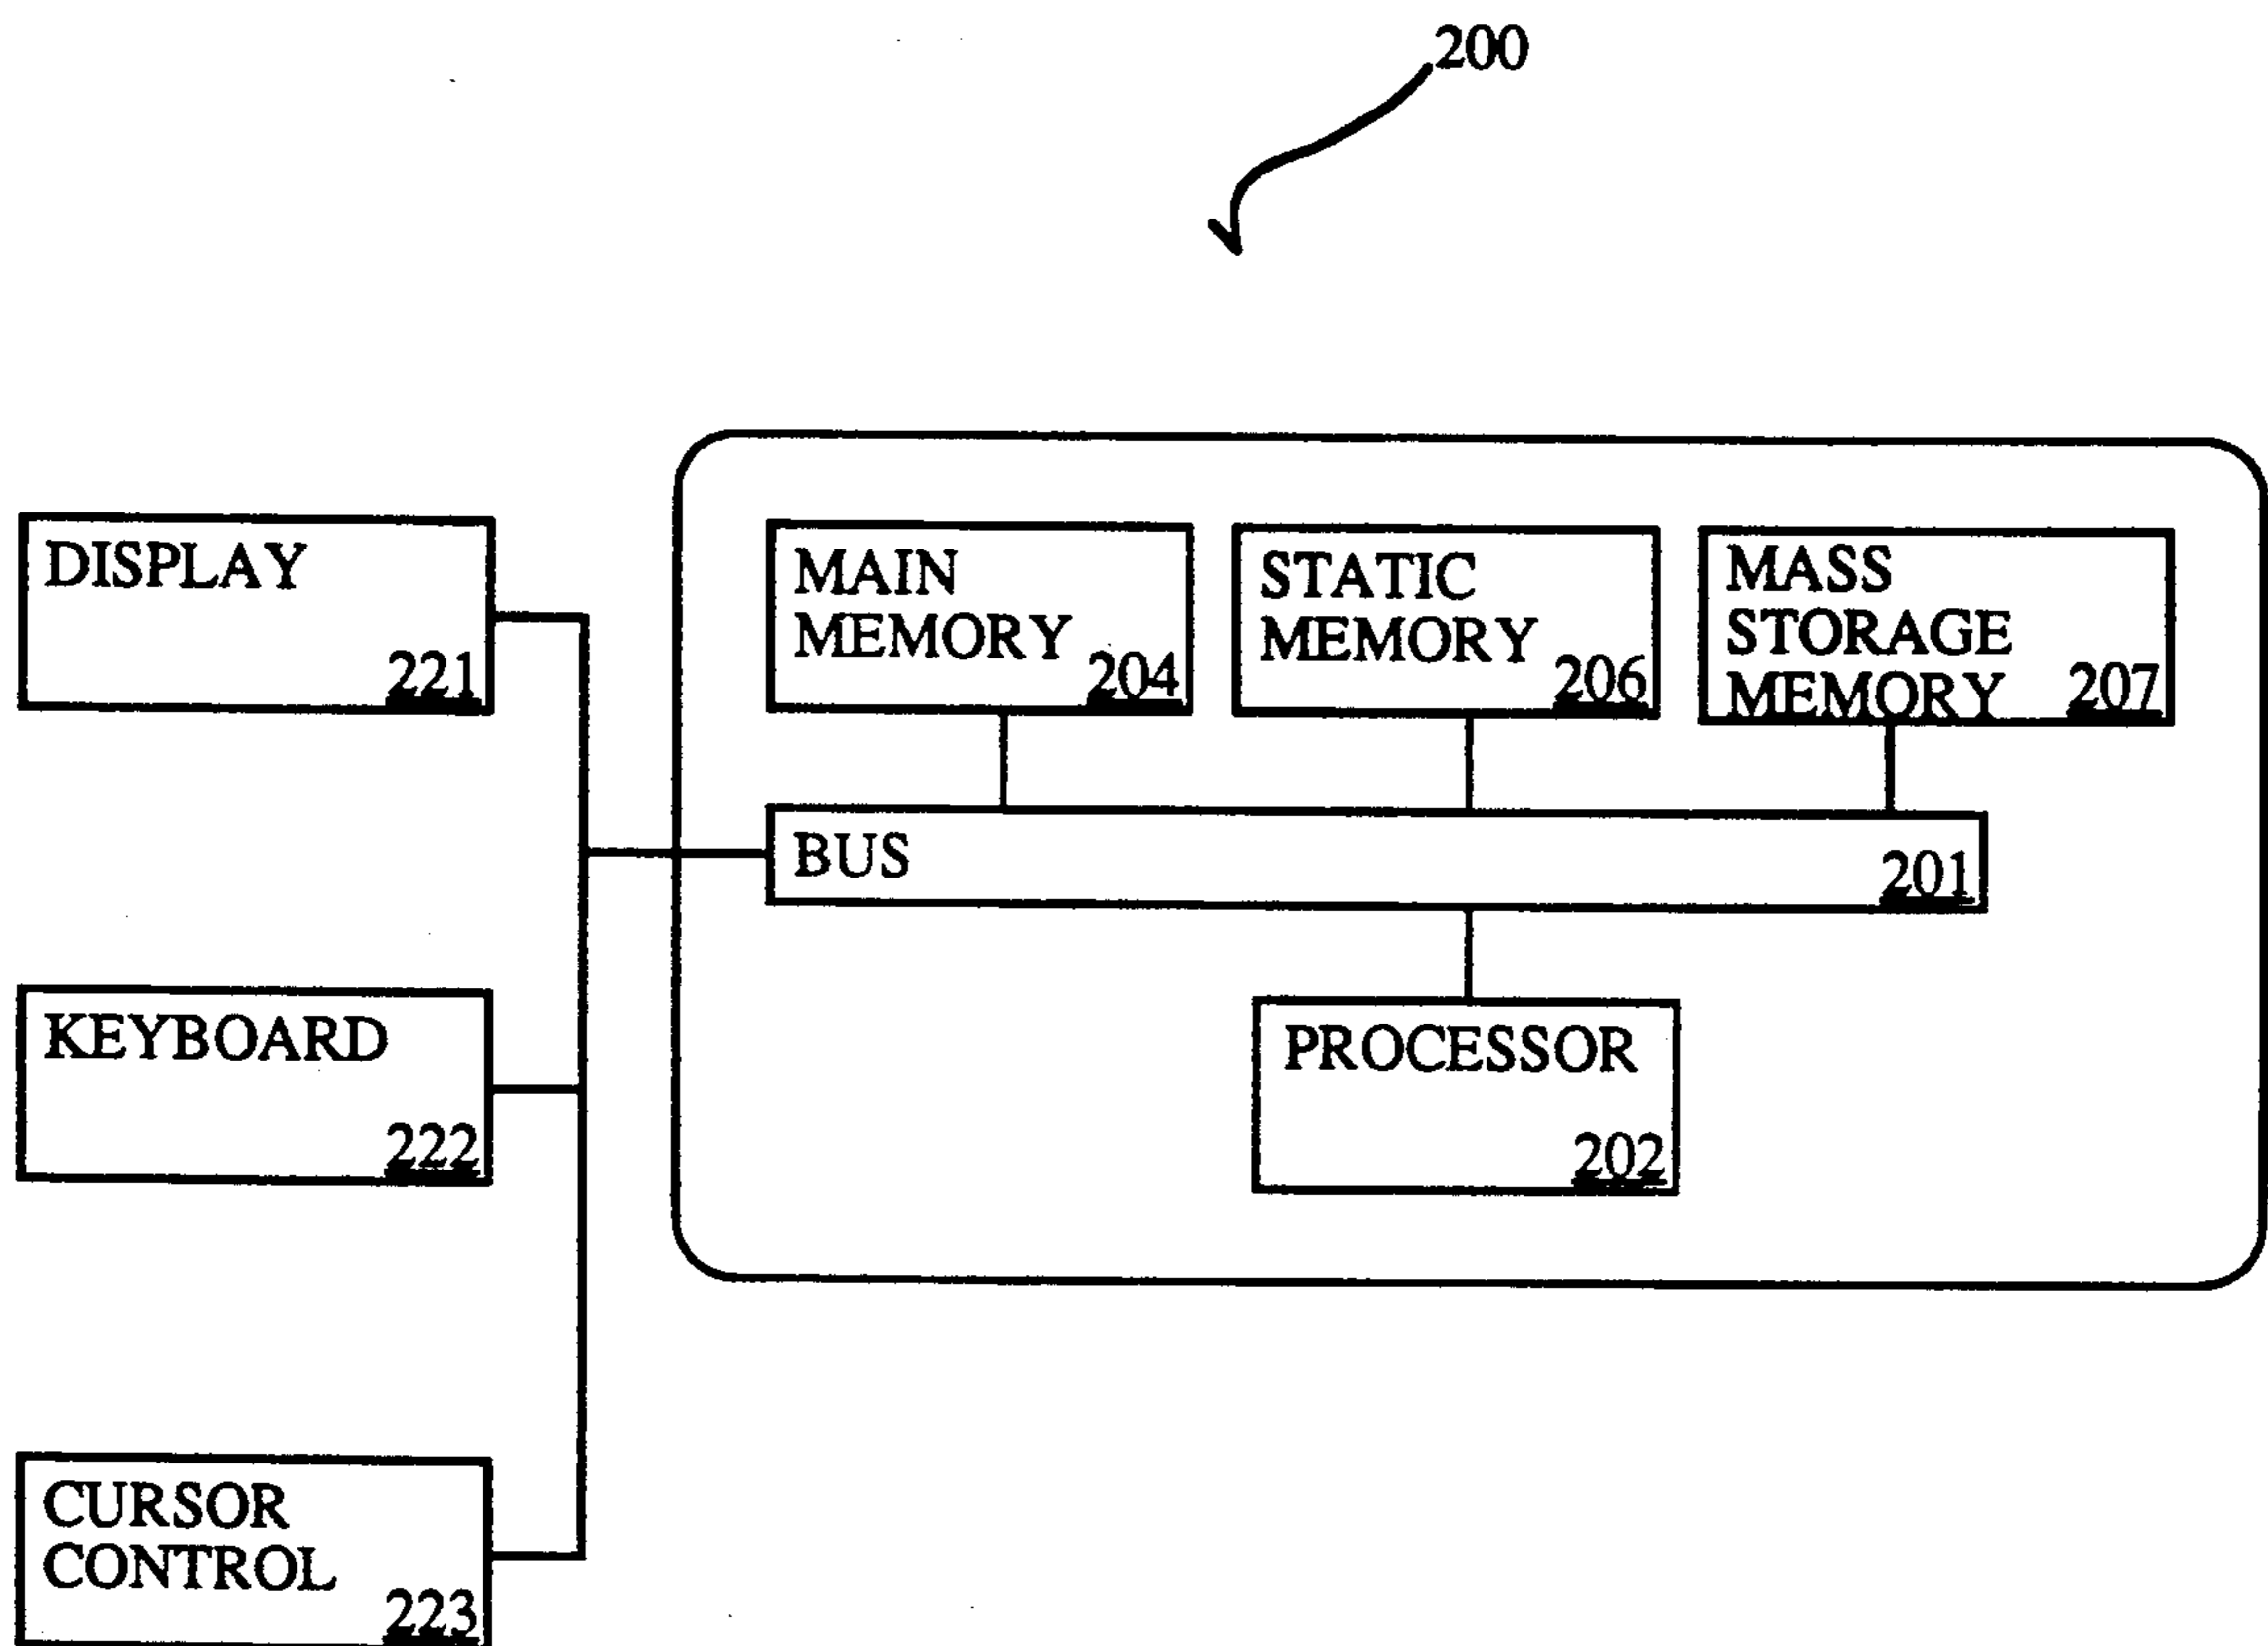 200
DISPLAY
221
MAIN
MEMORY
204
STATIC
MEMORY
206
MASS
STORAGE
MEMORY
207
BUS
201
KEYBOARD
222
PROCESSOR
202
CURSOR
CONTROL
223